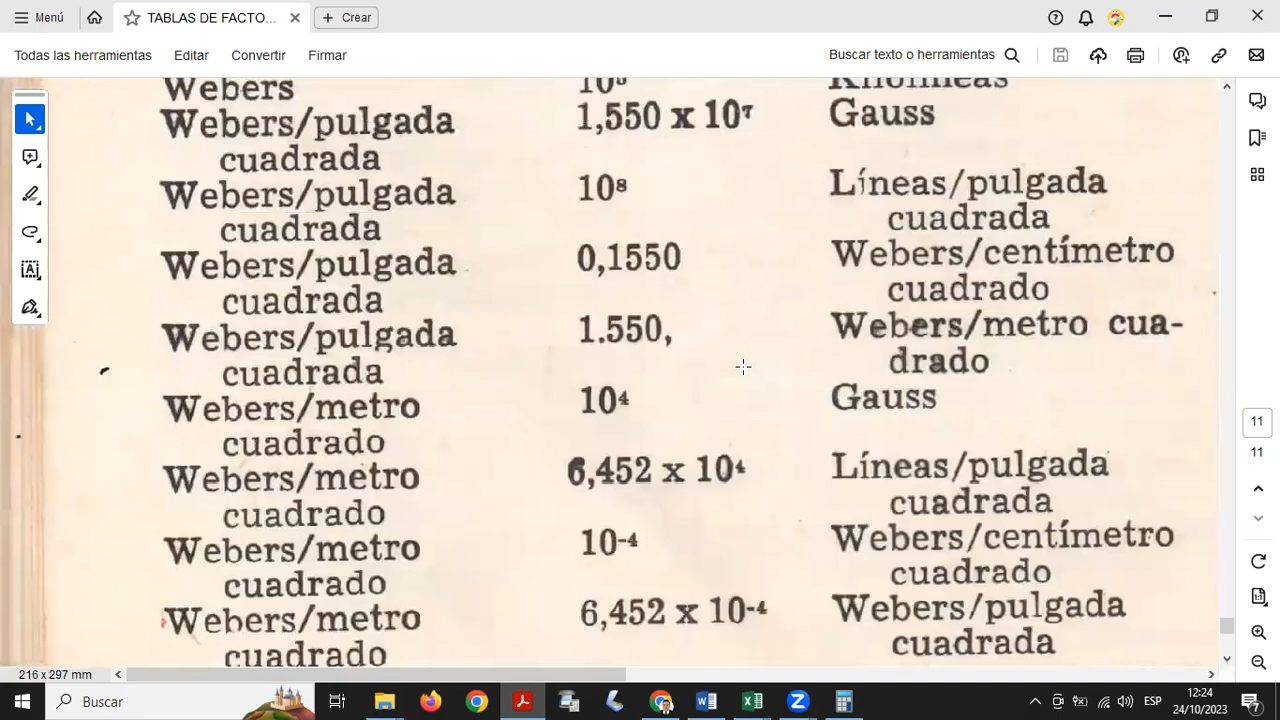 Menú
TABLAS DE FACTO...
Crear
Todas las herramientas
Editar
Convertir
Firmar
Buscar texto o herramientas
Webers 10⁸ Kilolíneas
Webers/pulgada cuadrada 1,550 x 10⁷ Gauss
Webers/pulgada cuadrada 10⁸ Líneas/pulgada cuadrada
Webers/pulgada cuadrada 0,1550 Webers/centímetro cuadrado
Webers/pulgada cuadrada 1.550, Webers/metro cua-
drado
Webers/metro cuadrado 10⁴ Gauss
Webers/metro cuadrado 6,452 x 10⁴ Líneas/pulgada cuadrada
Webers/metro cuadrado 10-⁴ Webers/centímetro cuadrado
Webers/metro cuadrado 6,452 x 10-⁴ Webers/pulgada cuadrada
11
11
216 x 297 mm
Buscar
ESP
12:24
24/10/2023
7